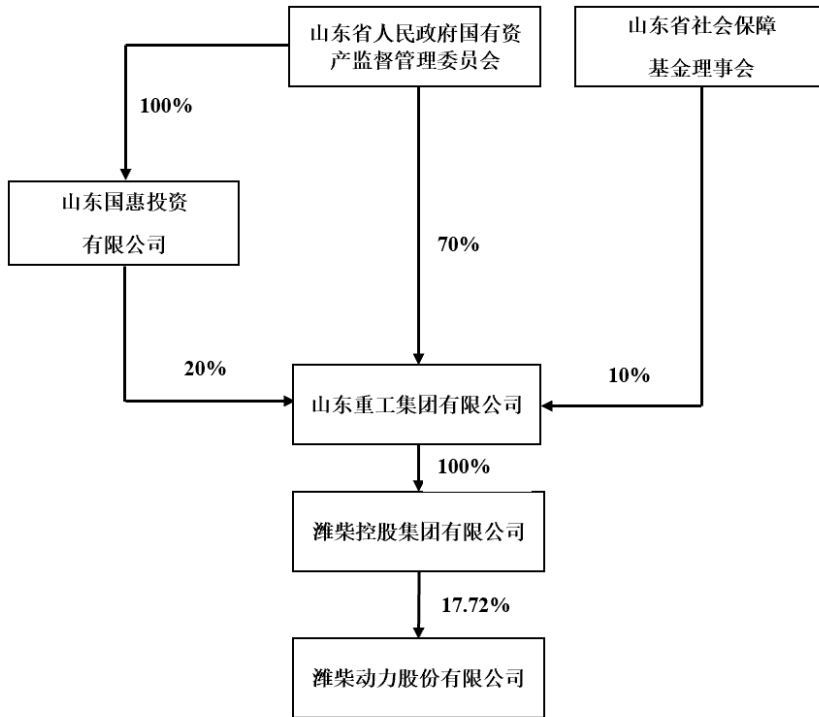 山东省人民政府国有资
产监督管理委员会
山东省社会保障
基金理事会
100%
山东国惠投资
有限公司
70%
20%
10%
山东重工集团有限公司
100%
潍柴控股集团有限公司
17.72%
潍柴动力股份有限公司